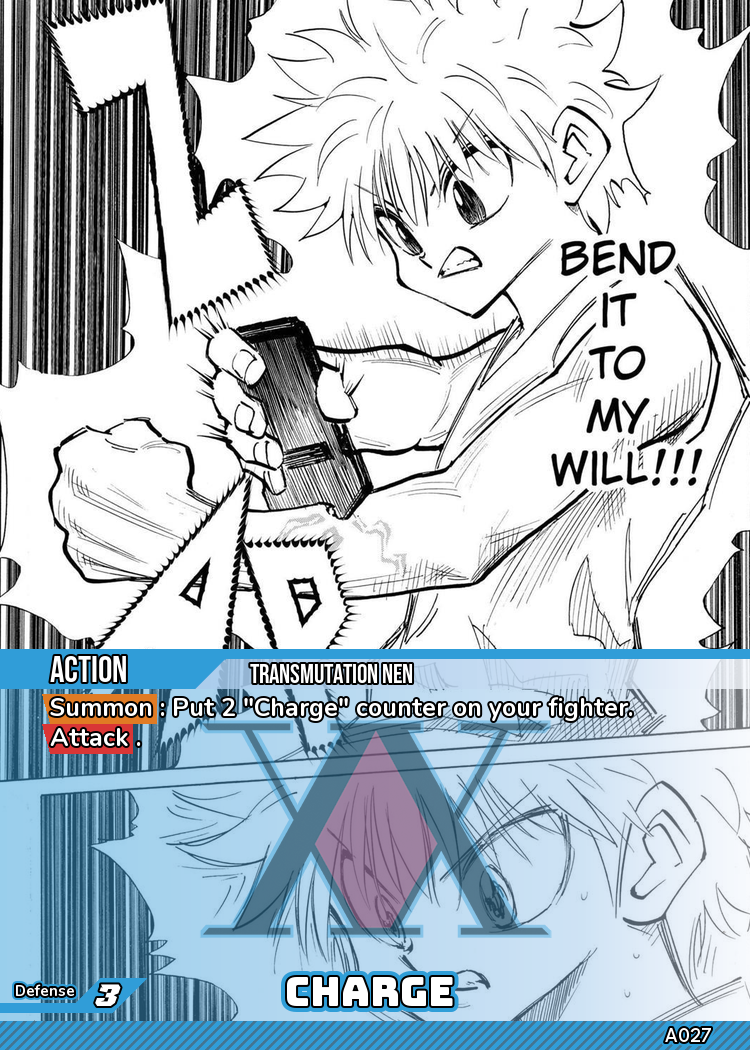 BEND
IT
TO
MY
WILL!!!
ACTION
TRANSMUTATION NEN
Summon : Put 2 "Charge" counter on your fighter.
Attack .
Defense 3
CHARGE
A027